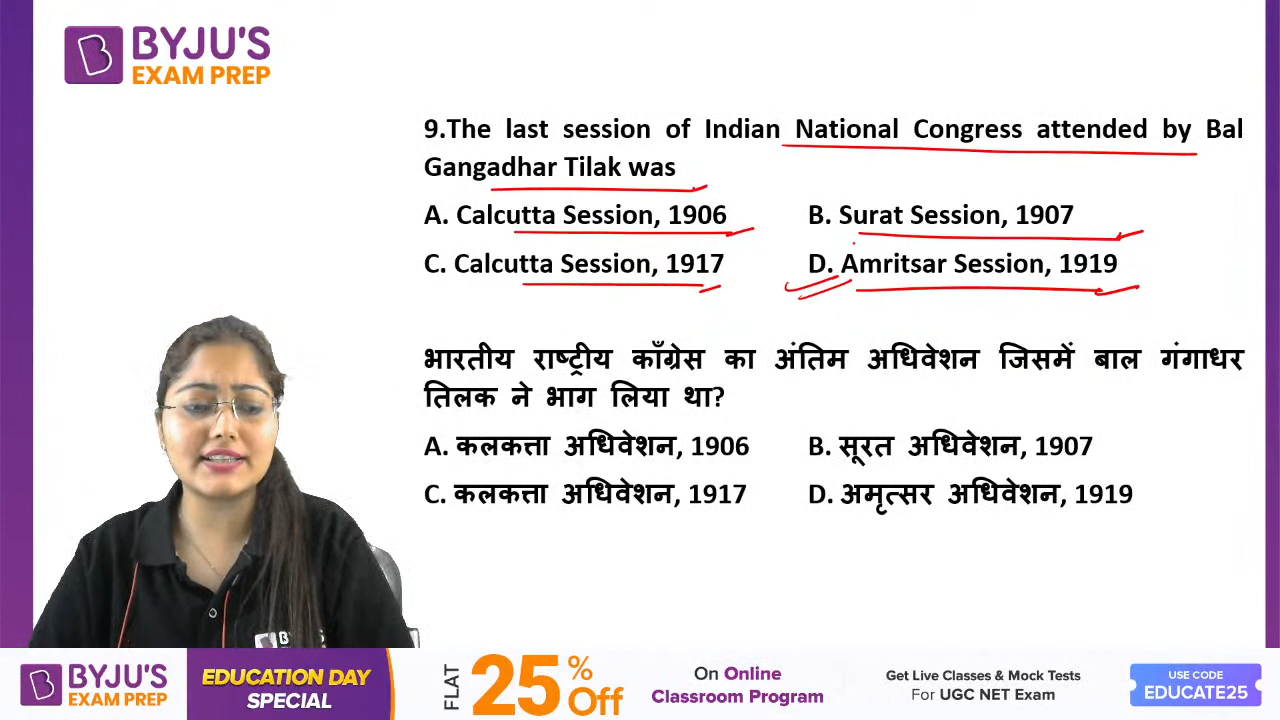 BYJU'S
EXAM PREP
9.The last session of Indian National Congress attended by Bal
Gangadhar Tilak was
A. Calcutta Session, 1906 B. Surat Session, 1907
C. Calcutta Session, 1917 D. Amritsar Session, 1919
भारतीय राष्ट्रीय काँग्रेस का अंतिम अधिवेशन जिसमें बाल गंगाधर
तिलक ने भाग लिया था?
A. कलकत्ता अधिवेशन, 1906 B. सूरत अधिवेशन, 1907
C. कलकत्ता अधिवेशन, 1917 D. अमृत्सर अधिवेशन, 1919
BYJU'S
BYJU'S
EXAM PREP
EDUCATION DAY
SPECIAL
FLAT 25% Off
On Online
Classroom Program
Get Live Classes & Mock Tests
For UGC NET Exam
USE CODE
EDUCATE25